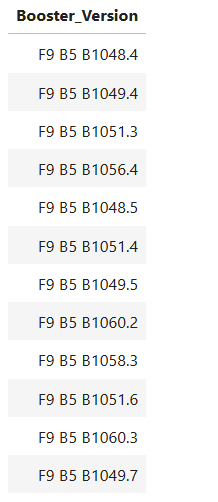 Booster_Version
F9 B5 B1048.4
F9 B5 B1049.4
F9 B5 B1051.3
F9 B5 B1056.4
F9 B5 B1048.5
F9 B5 B1051.4
F9 B5 B1049.5
F9 B5 B1060.2
F9 B5 B1058.3
F9 B5 B1051.6
F9 B5 B1060.3
F9 B5 B1049.7